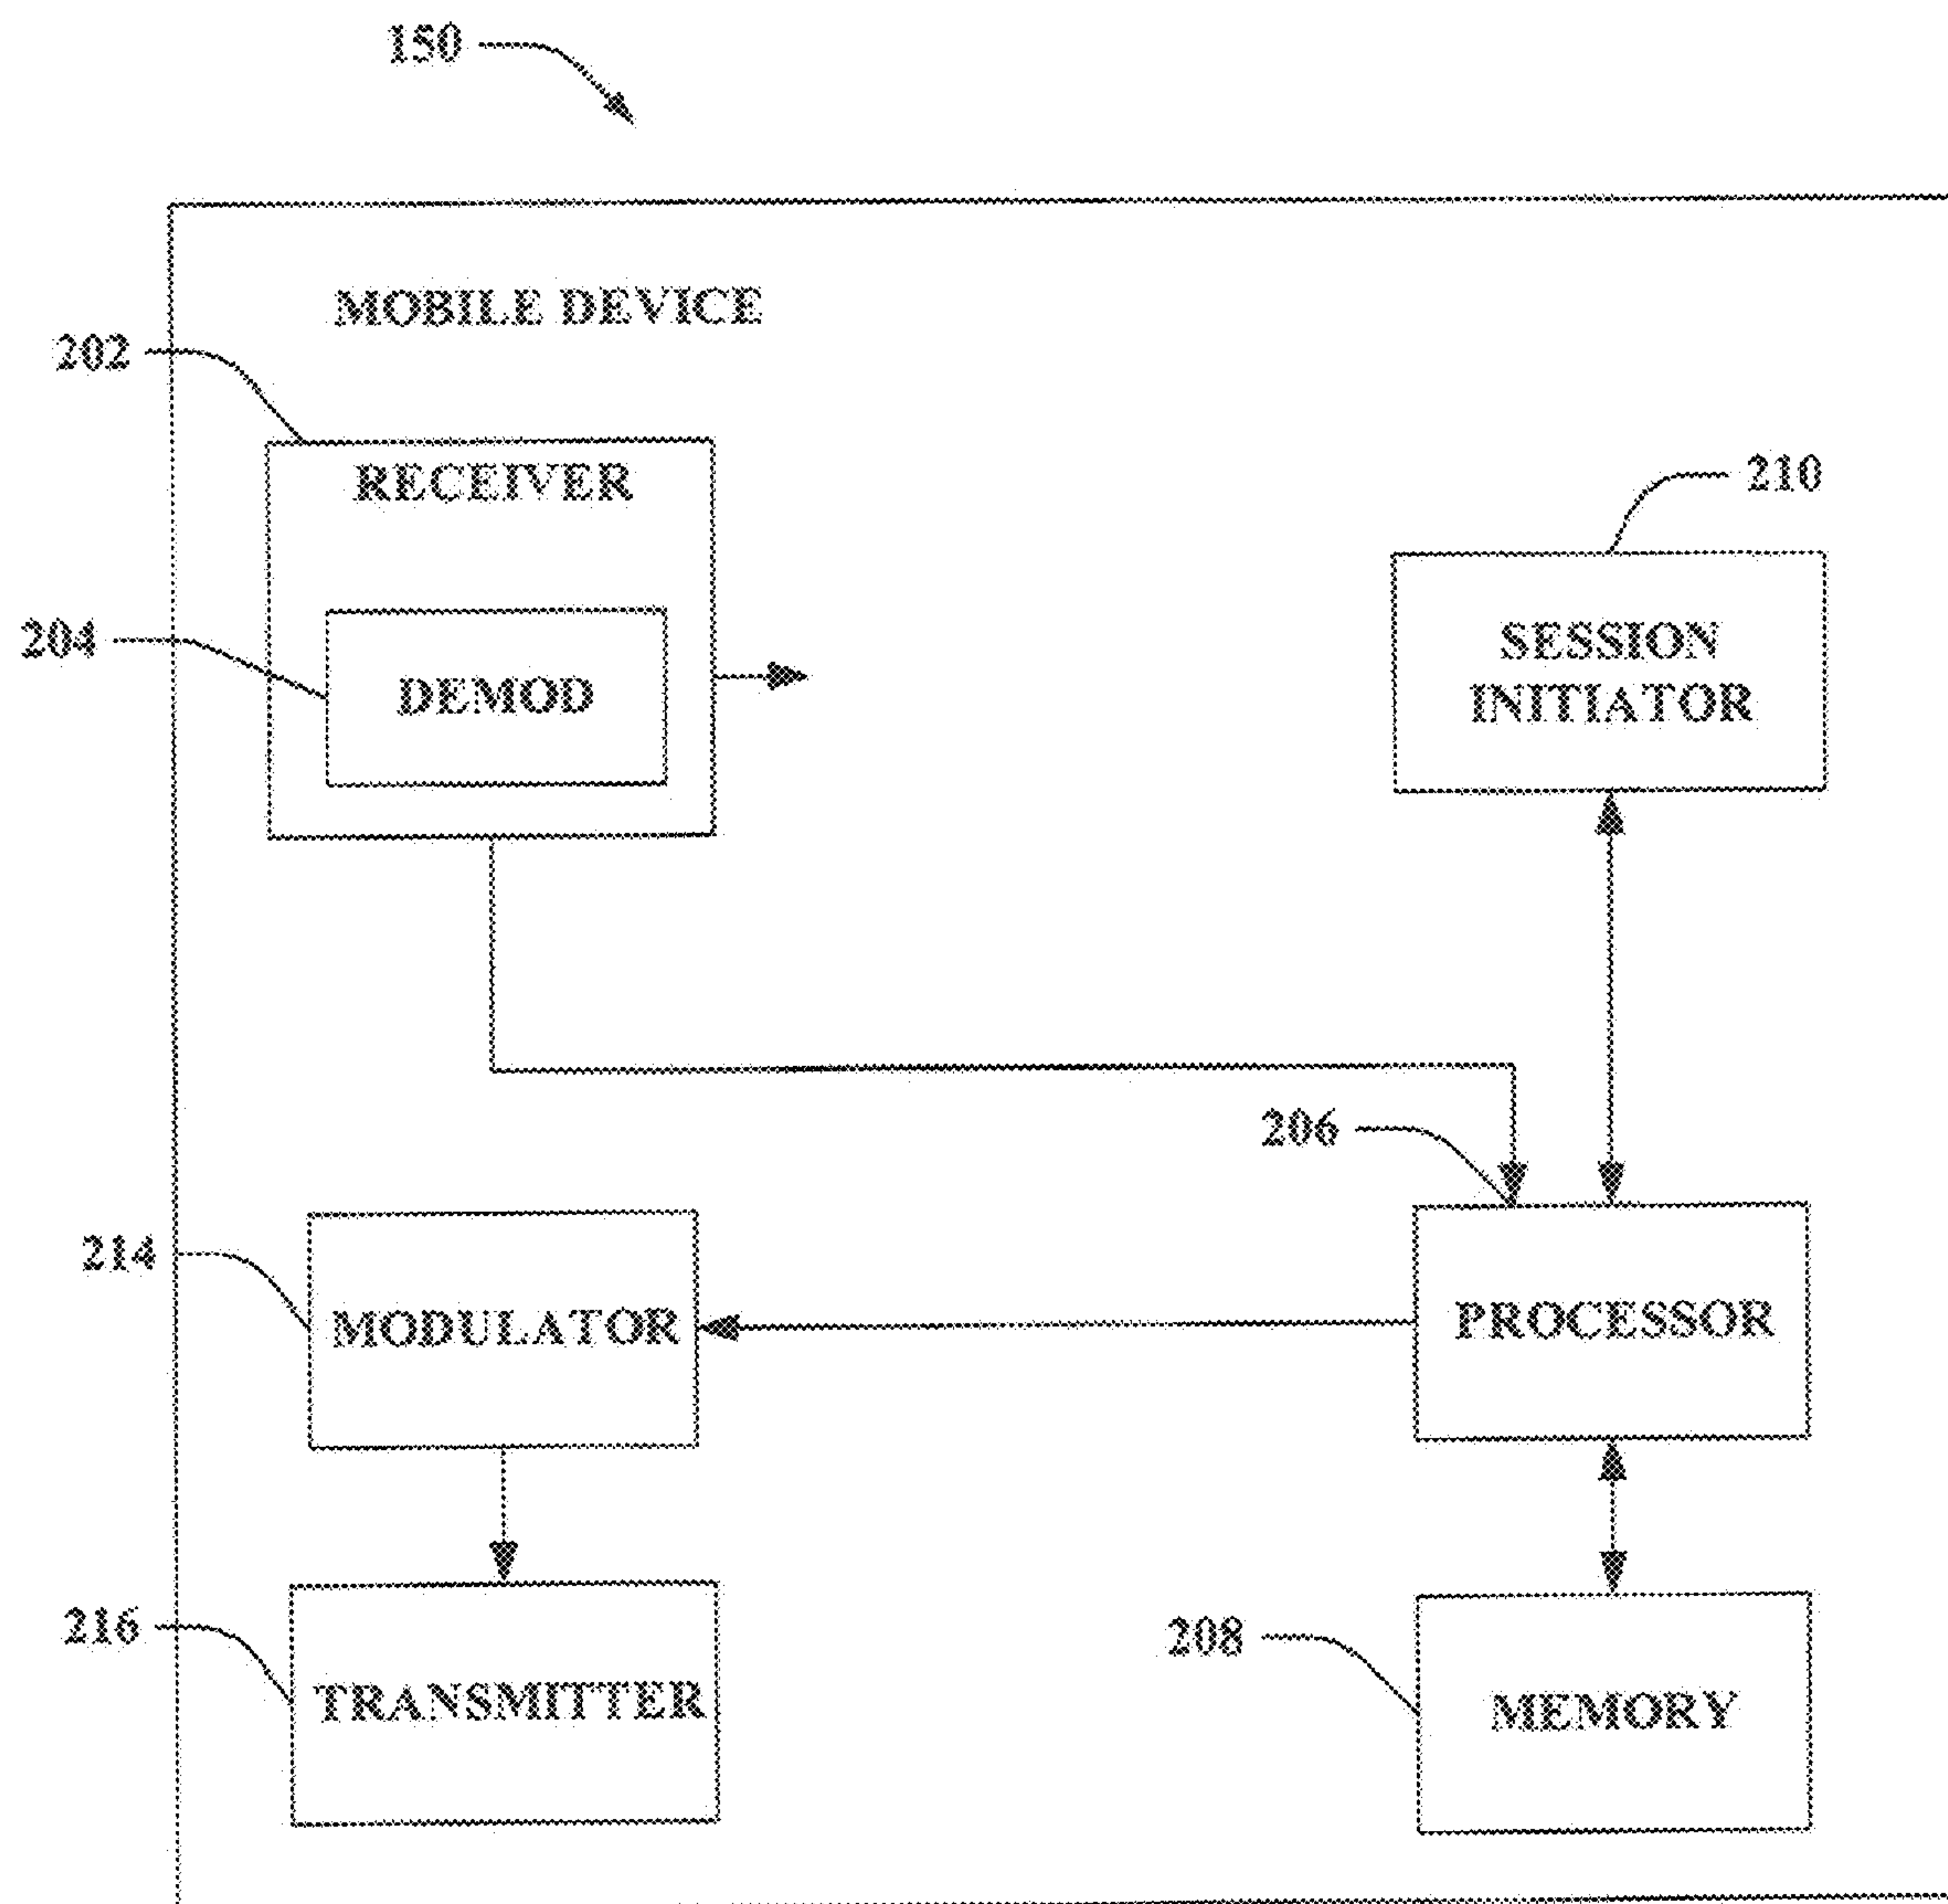 150
MOBILE DEVICE
202
RECEIVER
210
204
DEMOD
SESSION
INITIATOR
206
214
MODULATOR
PROCESSOR
216
208
TRANSMITTER
MEMORY